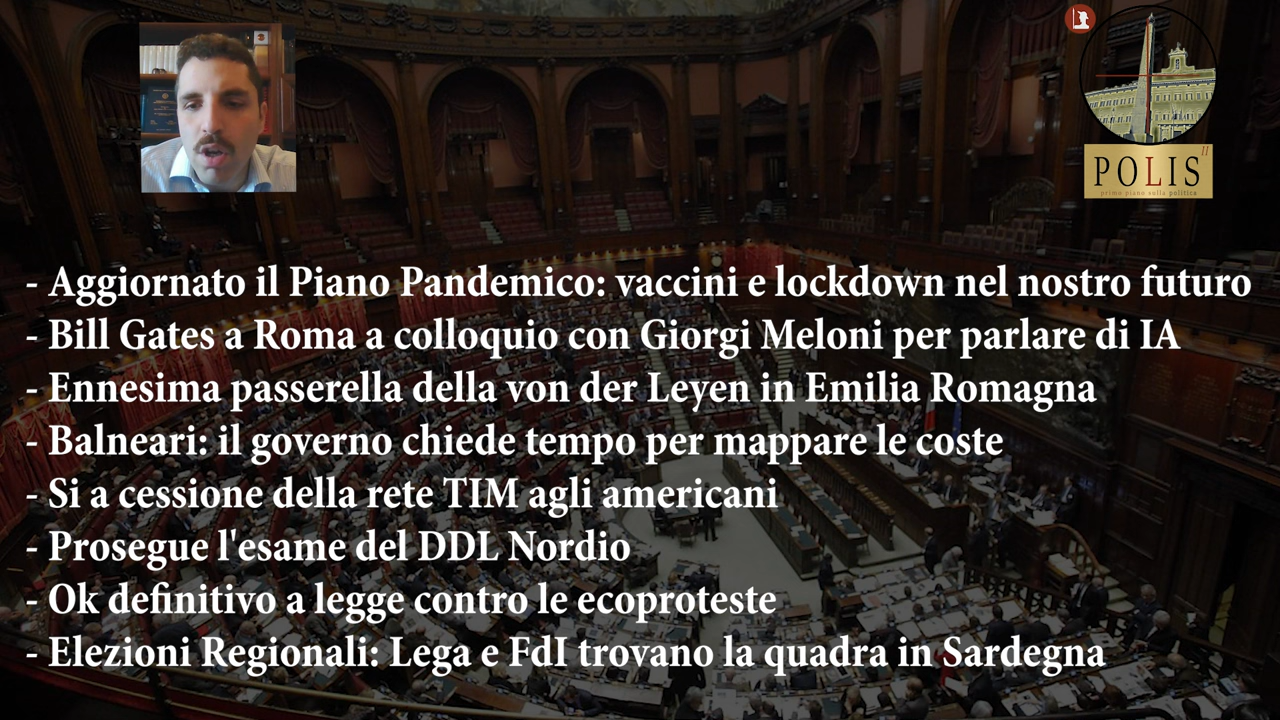 POLIS II
primo piano sulla politica
- Aggiornato il Piano Pandemico: vaccini e lockdown nel nostro futuro
- Bill Gates a Roma a colloquio con Giorgi Meloni per parlare di IA
- Ennesima passerella della von der Leyen in Emilia Romagna
- Balneari: il governo chiede tempo per mappare le coste
- Si a cessione della rete TIM agli americani
- Prosegue l'esame del DDL Nordio
- Ok definitivo a legge contro le ecoproteste
- Elezioni Regionali: Lega e FdI trovano la quadra in Sardegna